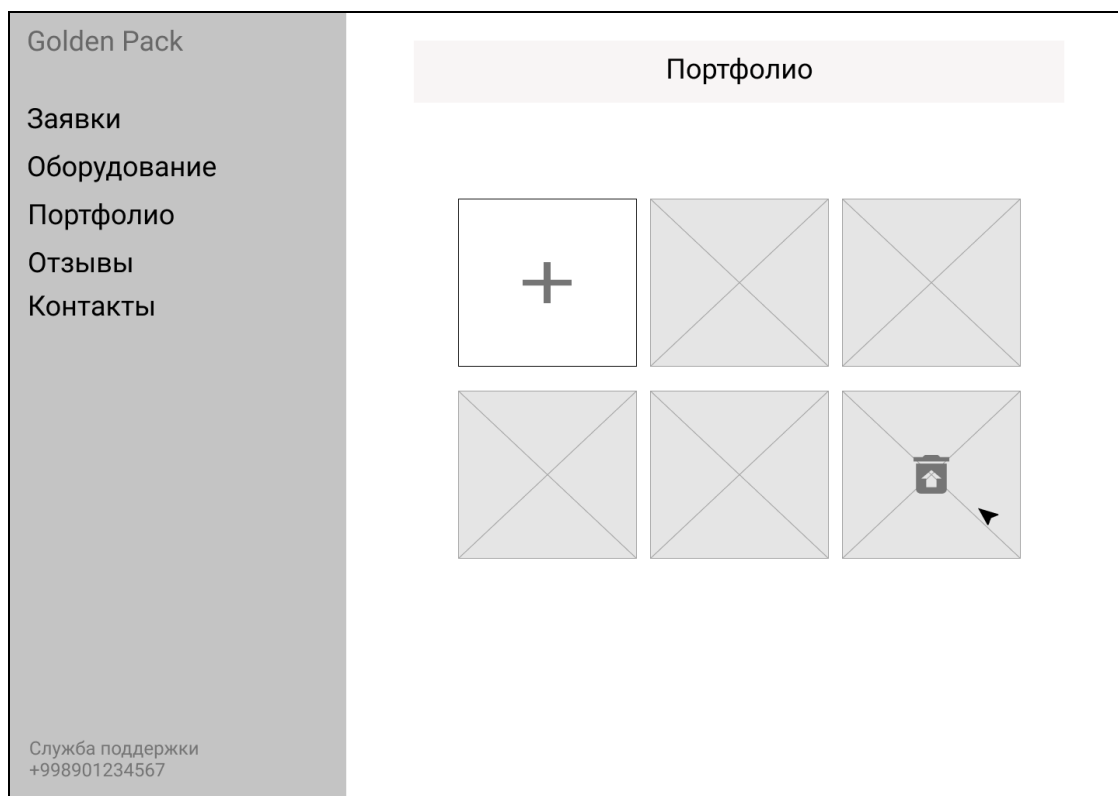 Golden Pack
Заявки
Оборудование
Портфолио
Отзывы
Контакты
Служба поддержки
+998901234567
Портфолио